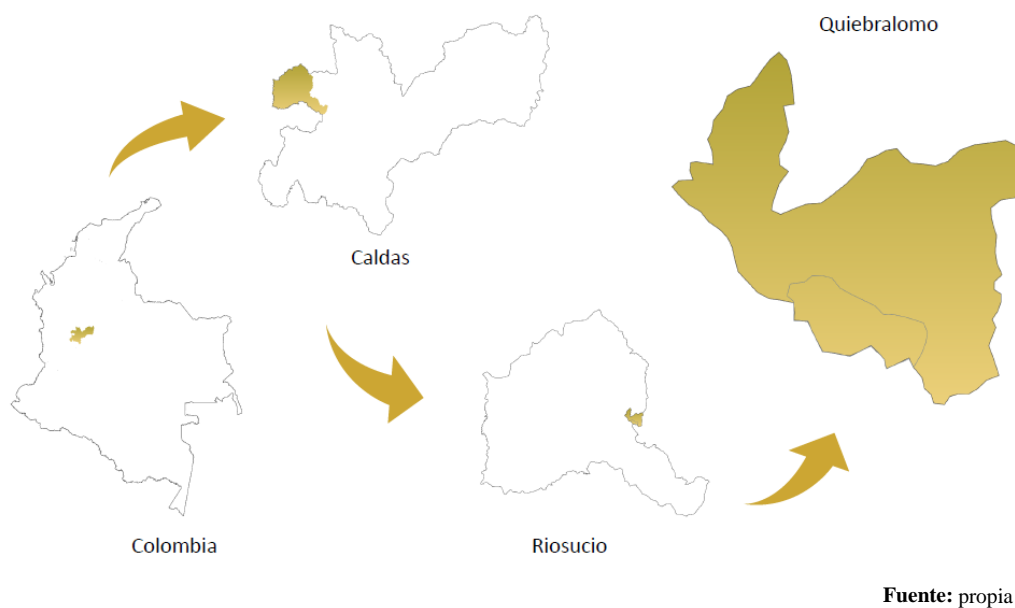 Quiebralomo
Caldas
Colombia
Riosucio
Fuente: propia